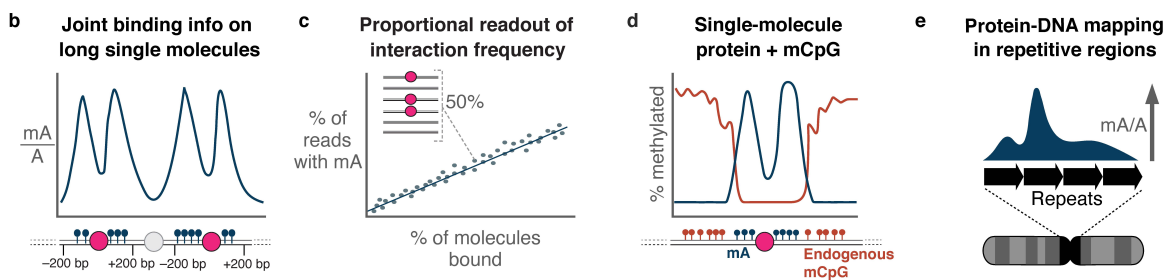 b
Joint binding info on
long single molecules
mA
A
−200 bp
+200 bp
−200 bp
+200 bp
c
Proportional readout of
interaction frequency
50%
% of
reads
with mA
% of molecules
bound
d
Single-molecule
protein + mCpG
% methylated
mA
Endogenous
mCpG
e
Protein-DNA mapping
in repetitive regions
mA/A
Repeats